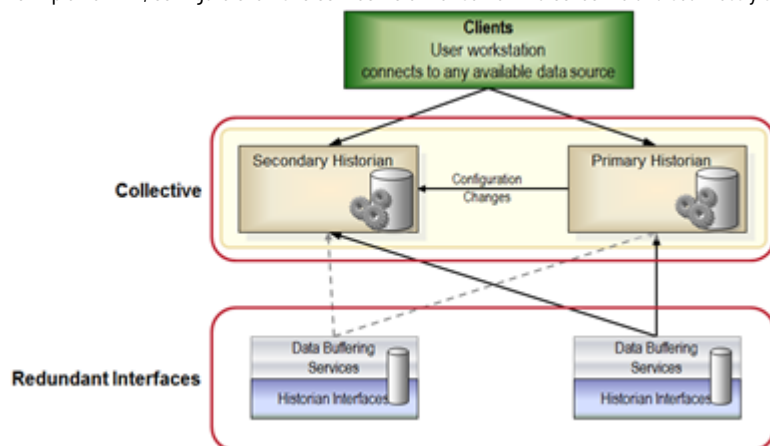 Clients
User workstation
connects to any available data source
Collective
Secondary Historian
Primary Historian
Configuration
Changes
Redundant Interfaces
Data Buffering
Services
Historian Interfaces
Data Buffering
Services
Historian Interfaces